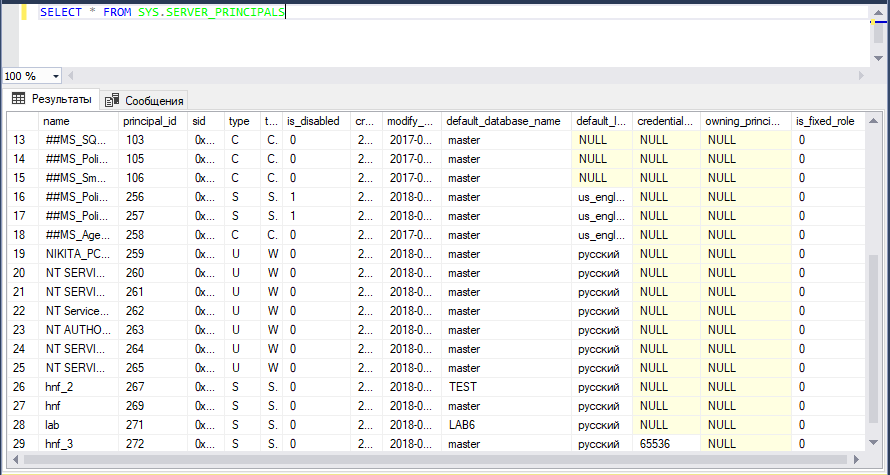 SELECT * FROM SYS.SERVER_PRINCIPALS
100 %
Результаты Сообщения
name principal_id sid type t... is_disabled cr... modify_... default_database_name default_l... credential... owning_princi... is_fixed_role
13 ##MS_SQ... 103 0x... C C. 0 2... 2017-0... master NULL NULL NULL 0
14 ##MS_Poli... 105 0x... C C. 0 2... 2017-0... master NULL NULL NULL 0
15 ##MS_Sm... 106 0x... C C. 0 2... 2017-0... master NULL NULL NULL 0
16 ##MS_Poli... 256 0x... S S. 1 2... 2018-0... master us_engl... NULL NULL 0
17 ##MS_Poli... 257 0x... S S. 1 2... 2018-0... master us_engl... NULL NULL 0
18 ##MS_Age... 258 0x... C C. 0 2... 2017-0... master us_engl... NULL NULL 0
19 NIKITA_PC... 259 0x... U W 0 2... 2018-0... master русский NULL NULL 0
20 NT SERVI... 260 0x... U W 0 2... 2018-0... master русский NULL NULL 0
21 NT SERVI... 261 0x... U W 0 2... 2018-0... master русский NULL NULL 0
22 NT Service... 262 0x... U W 0 2... 2018-0... master русский NULL NULL 0
23 NT AUTHO... 263 0x... U W 0 2... 2018-0... master русский NULL NULL 0
24 NT SERVI... 264 0x... U W 0 2... 2018-0... master русский NULL NULL 0
25 NT SERVI... 265 0x... U W 0 2... 2018-0... master русский NULL NULL 0
26 hnf_2 267 0x... S S. 0 2... 2018-0... TEST русский NULL NULL 0
27 hnf 269 0x... S S. 0 2... 2018-0... master русский NULL NULL 0
28 lab 271 0x... S S. 0 2... 2018-0... LAB6 русский NULL NULL 0
29 hnf_3 272 0x... S S. 0 2... 2018-0... master русский 65536 NULL 0